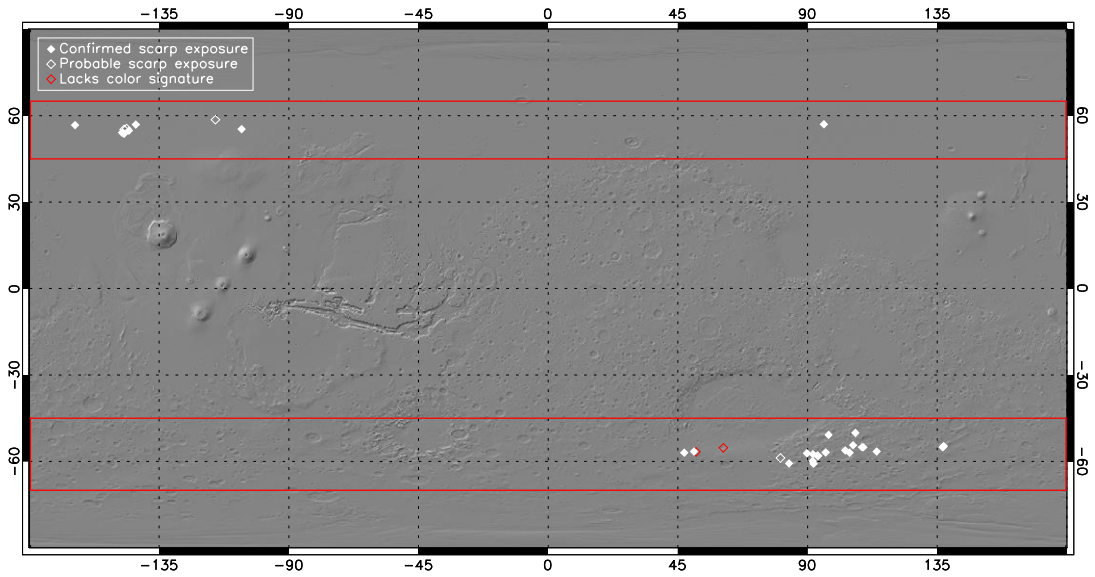 −135 −90 −45 0 45 90 135
Confirmed scarp exposure
Probable scarp exposure
Lacks color signature
60 60
30 30
0 0
−30 −30
−60 −60
−135 −90 −45 0 45 90 135